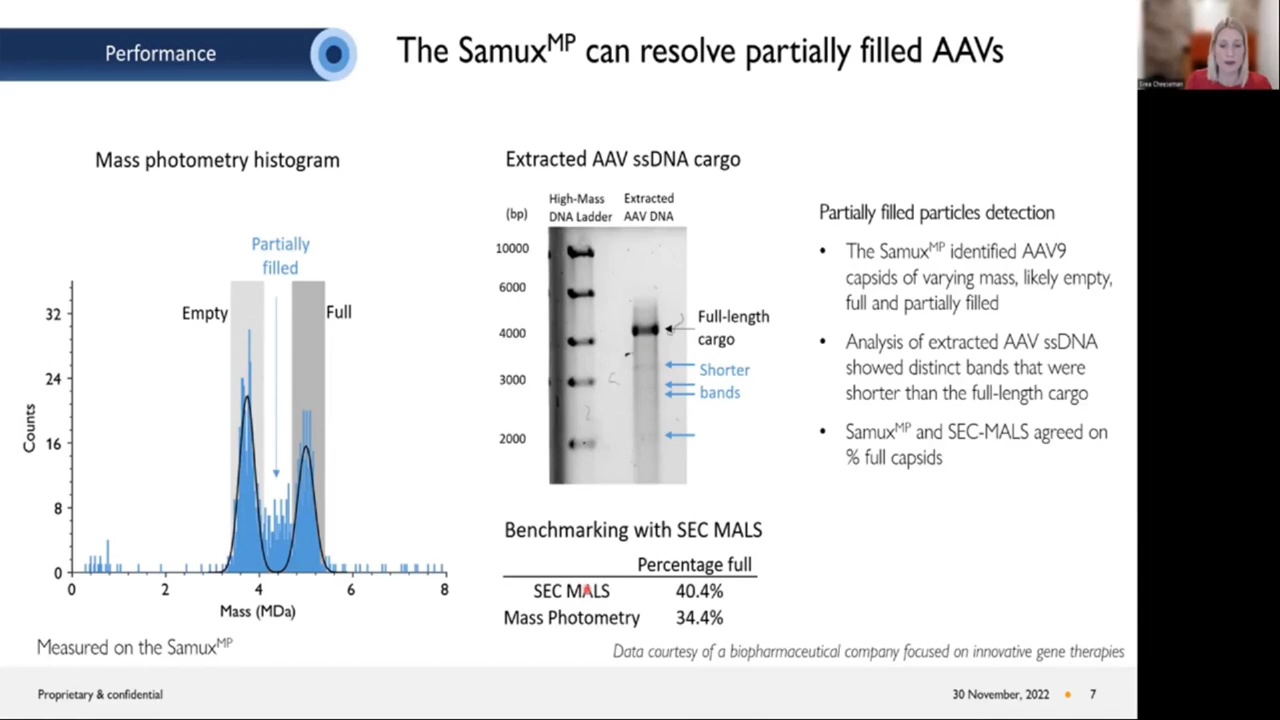 Performance
The Samux^MP can resolve partially filled AAVs
Mass photometry histogram
Partially
filled
Empty
Full
32
24
16
8
0
Counts
0 2 4 6 8
Mass (MDa)
Measured on the Samux^MP
Extracted AAV ssDNA cargo
(bp)
High-Mass
DNA Ladder
Extracted
AAV DNA
10000
6000
4000
3000
2000
Full-length
cargo
Shorter
bands
Benchmarking with SEC MALS
Percentage full
SEC MALS 40.4%
Mass Photometry 34.4%
Partially filled particles detection
• The Samux^MP identified AAV9
capsids of varying mass, likely empty,
full and partially filled
• Analysis of extracted AAV ssDNA
showed distinct bands that were
shorter than the full-length cargo
• Samux^MP and SEC-MALS agreed on
% full capsids
Data courtesy of a biopharmaceutical company focused on innovative gene therapies
Proprietary & confidential
30 November, 2022 • 7
Cheeseman